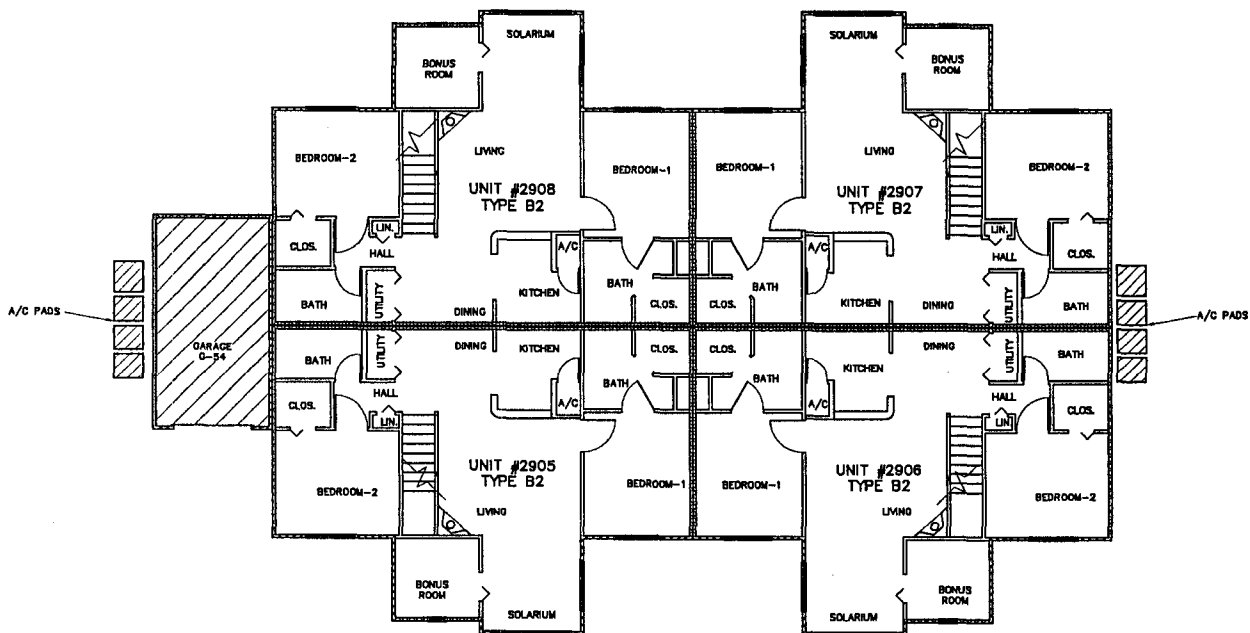 SOLARIUM
SOLARIUM
BONUS
ROOM
BONUS
ROOM
BEDROOM-2
LIVING
BEDROOM-1
BEDROOM-1
LIVING
BEDROOM-2
UNIT #2908
TYPE B2
UNIT #2907
TYPE B2
LIN.
LIN.
CLOS.
HALL
A/C
A/C
HALL
CLOS.
BATH
UTILITY
KITCHEN
BATH
CLOS.
CLOS.
BATH
KITCHEN
UTILITY
BATH
DINING
DINING
A/C PADS
A/C PADS
GARAGE
G-54
BATH
UTILITY
DINING
KITCHEN
CLOS.
CLOS.
KITCHEN
DINING
UTILITY
BATH
BATH
BATH
HALL
HALL
CLOS.
LIN.
A/C
A/C
LIN.
CLOS.
UNIT #2905
TYPE B2
UNIT #2906
TYPE B2
BEDROOM-2
BEDROOM-1
BEDROOM-1
BEDROOM-2
LIVING
LIVING
BONUS
ROOM
BONUS
ROOM
SOLARIUM
SOLARIUM